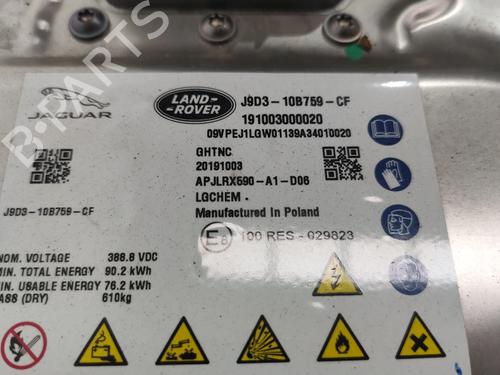 B-PARTS
JAGUAR
LAND-
ROVER
J9D3-10B759-CF
191003000020
09VPEJ1LGW01139A34010020
GHTNC
20191003
APJLRX590-A1-D06
LGCHEM
Manufactured in Poland
E8 100 RES - 029823
J9D3-10B759-CF
NOM. VOLTAGE 388.8 VDC
MIN. TOTAL ENERGY 90.2 kWh
MIN. USABLE ENERGY 76.2 kWh
MASS (DRY) 610kg